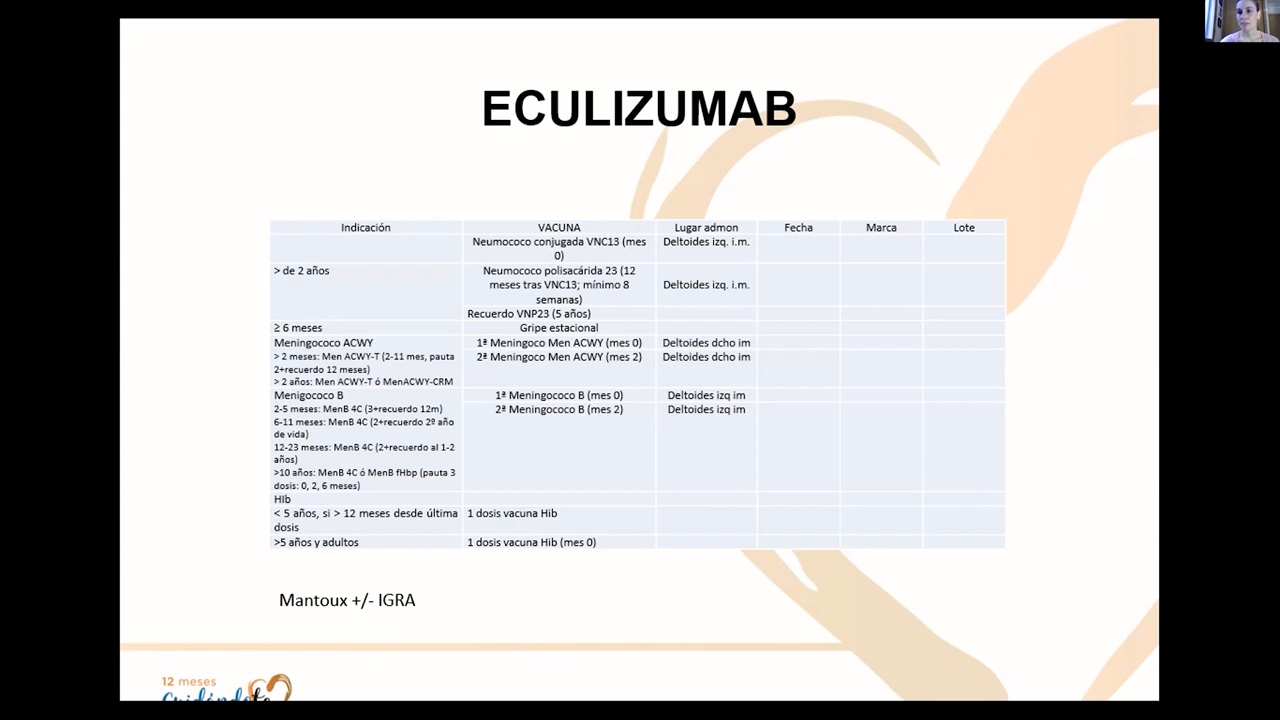 ECULIZUMAB
Indicación VACUNA Lugar admon Fecha Marca Lote
Neumococo conjugada VNC13 (mes
0)
Deltoides izq. i.m.
> de 2 años
Neumococo polisacárida 23 (12
meses tras VNC13; mínimo 8
semanas)
Deltoides izq. i.m.
Recuerdo VNP23 (5 años)
≥ 6 meses
Gripe estacional
Meningococo ACWY
> 2 meses: Men ACWY-T (2-11 mes, pauta
2+recuerdo 12 meses)
> 2 años: Men ACWY-T ó MenACWY-CRM
1ª Meningoco Men ACWY (mes 0)
Deltoides dcho im
2ª Meningoco Men ACWY (mes 2)
Deltoides dcho im
Menigococo B
2-5 meses: MenB 4C (3+recuerdo 12m)
6-11 meses: MenB 4C (2+recuerdo 2º año
de vida)
12-23 meses: MenB 4C (2+recuerdo al 1-2
años)
>10 años: MenB 4C ó MenB fHbp (pauta 3
dosis: 0, 2, 6 meses)
1ª Meningococo B (mes 0)
Deltoides izq im
2ª Meningococo B (mes 2)
Deltoides izq im
HIb
< 5 años, si > 12 meses desde última
dosis
1 dosis vacuna Hib
>5 años y adultos
1 dosis vacuna Hib (mes 0)
Mantoux +/- IGRA
12 meses
Cuidándote